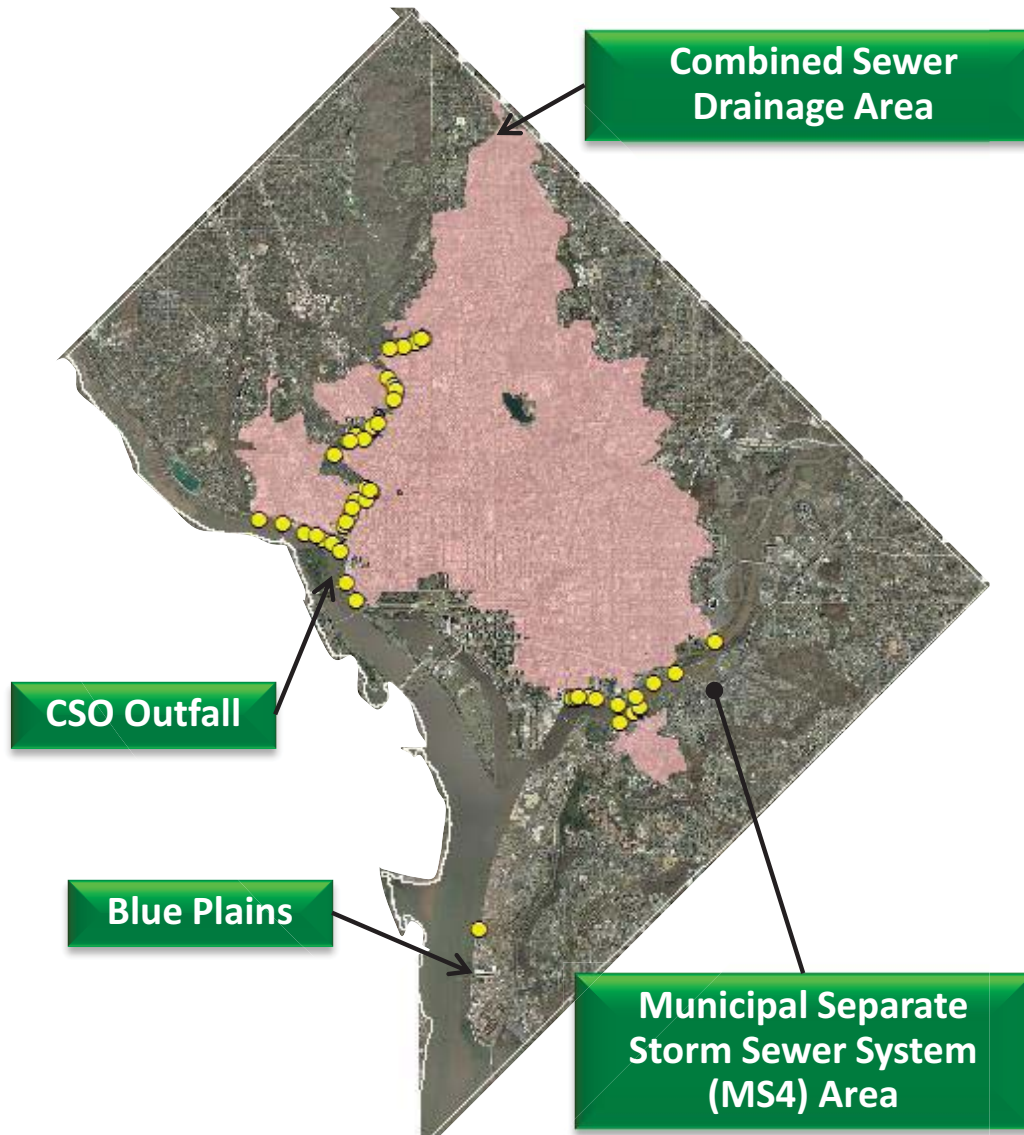 Combined Sewer
Drainage Area
CSO Outfall
Blue Plains
Municipal Separate
Storm Sewer System
(MS4) Area